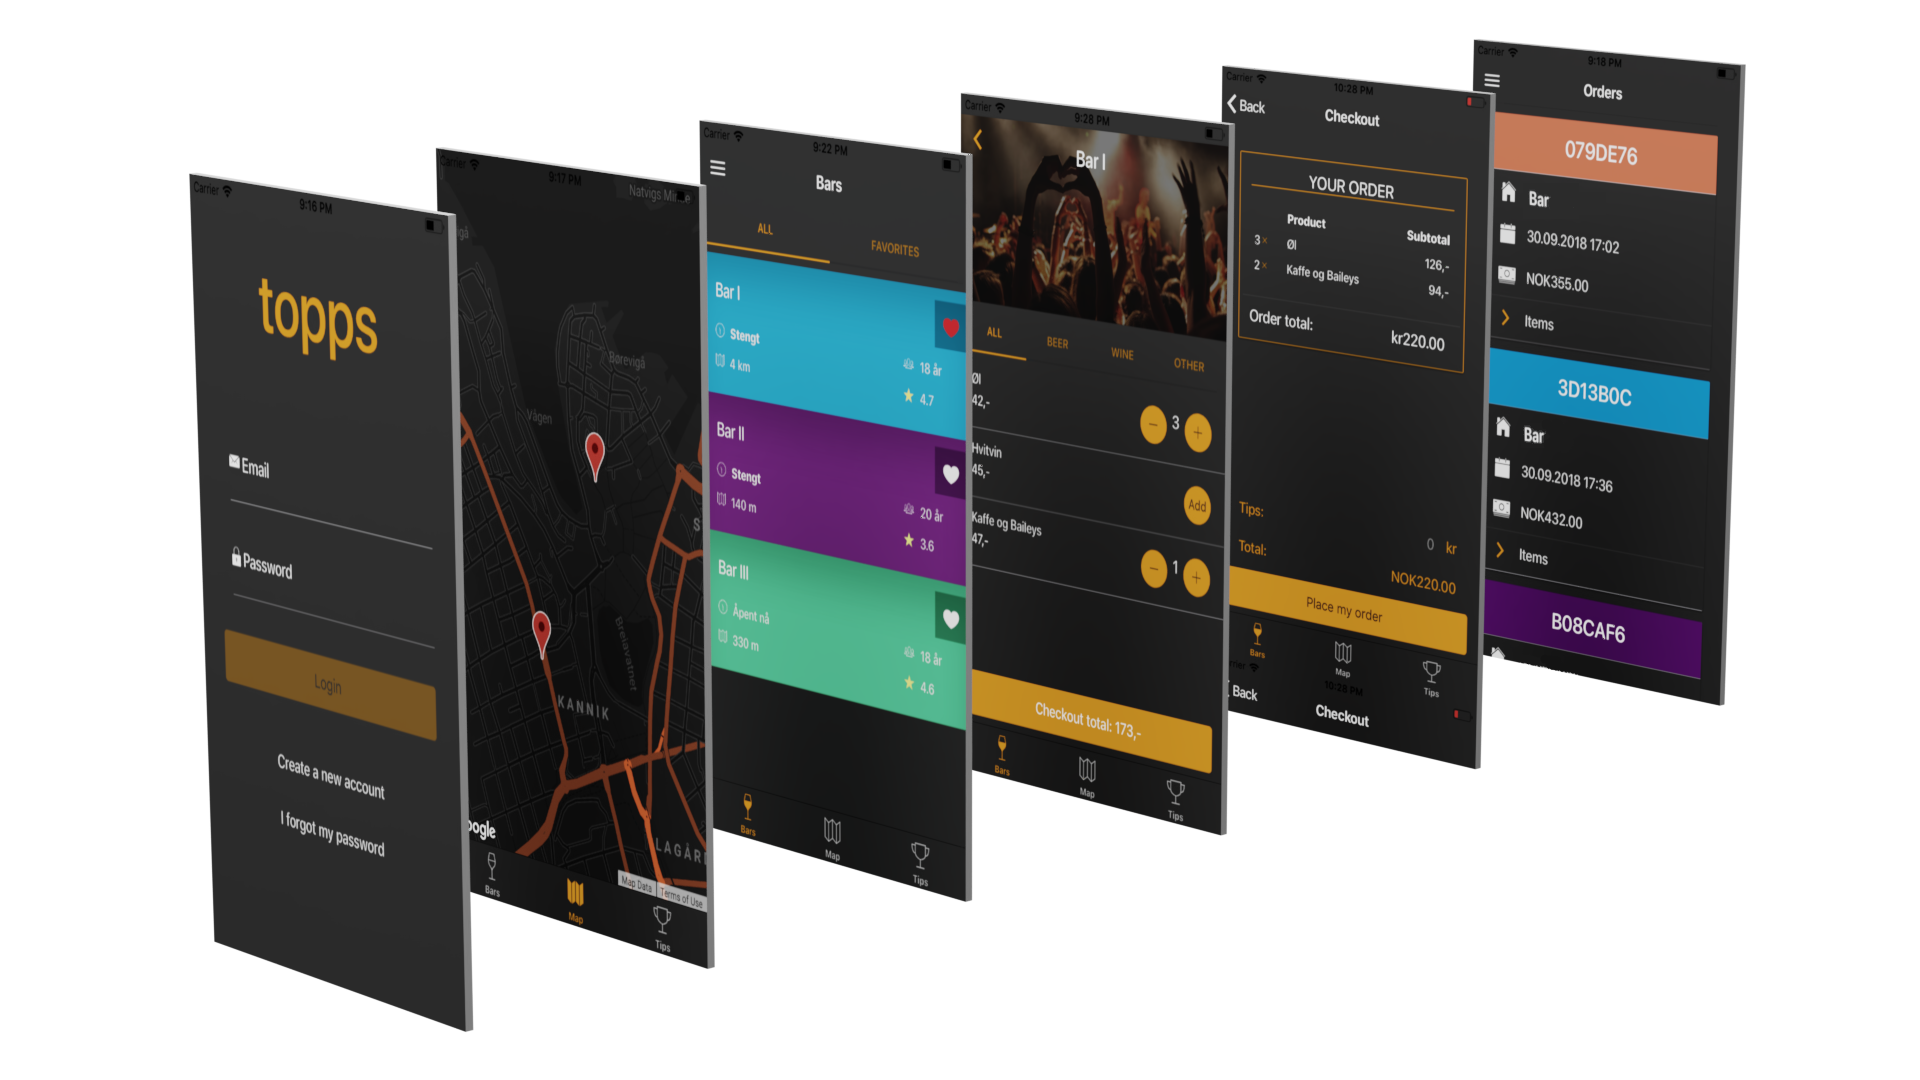 Carrier
9:16 PM
topps
Email
Password
Login
Create a new account
I forgot my password
Carrier
9:17 PM
Natvigs
Børevigå
Vågen
KANNIK
Breiavatnet
LAGÅR
oogle
Map Data
Terms of Use
Bars
Map
Tips
Carrier
9:22 PM
Bars
ALL
FAVORITES
Bar I
Stengt
4 km
18 år
4.7
Bar II
Stengt
140 m
20 år
3.6
Bar III
Åpent nå
330 m
18 år
4.6
Bars
Map
Tips
Carrier
9:28 PM
Bar I
ALL
BEER
WINE
OTHER
Øl
42,-
− 3 +
Hvitvin
45,-
Add
Kaffe og Baileys
47,-
− 1 +
Checkout total: 173,-
Bars
Map
Tips
Carrier
10:28 PM
Back
Checkout
YOUR ORDER
Product
Subtotal
3× Øl 126,-
2× Kaffe og Baileys 94,-
Order total:
kr220.00
Tips:
0 kr
Total:
NOK220.00
Place my order
Bars
Map
Tips
rrier
10:28 PM
Back
Checkout
Carrier
9:18 PM
Orders
079DE76
Bar
30.09.2018 17:02
NOK355.00
Items
3D13B0C
Bar
30.09.2018 17:36
NOK432.00
Items
B08CAF6